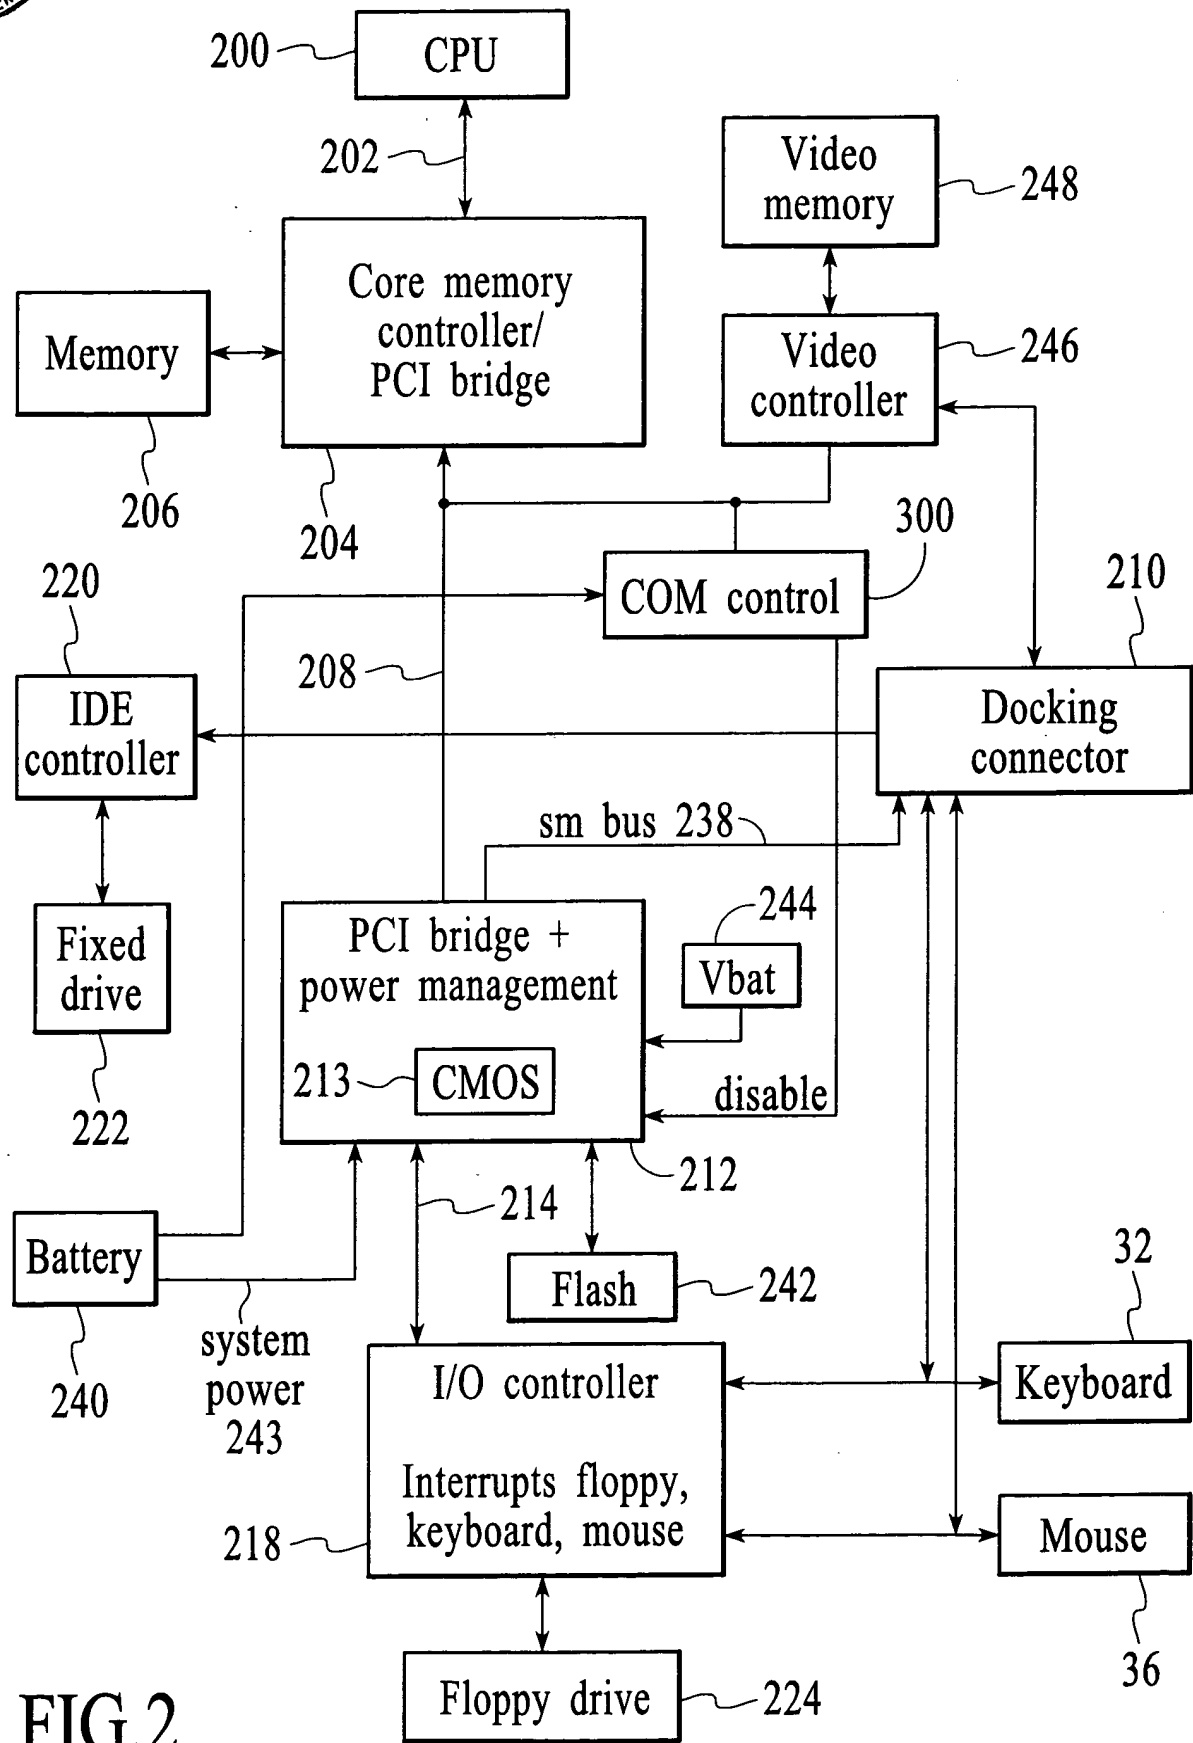 200
CPU
202
Video
memory
248
Core memory
controller/
PCI bridge
Memory
Video
controller
246
206
204
300
220
COM control
210
208
IDE
controller
Docking
connector
sm bus 238
Fixed
drive
PCI bridge +
power management
244
Vbat
213
CMOS
disable
222
212
214
Battery
Flash
242
32
240
system
power
243
I/O controller
Keyboard
Interrupts floppy,
keyboard, mouse
218
Mouse
36
Floppy drive
224
FIG.2